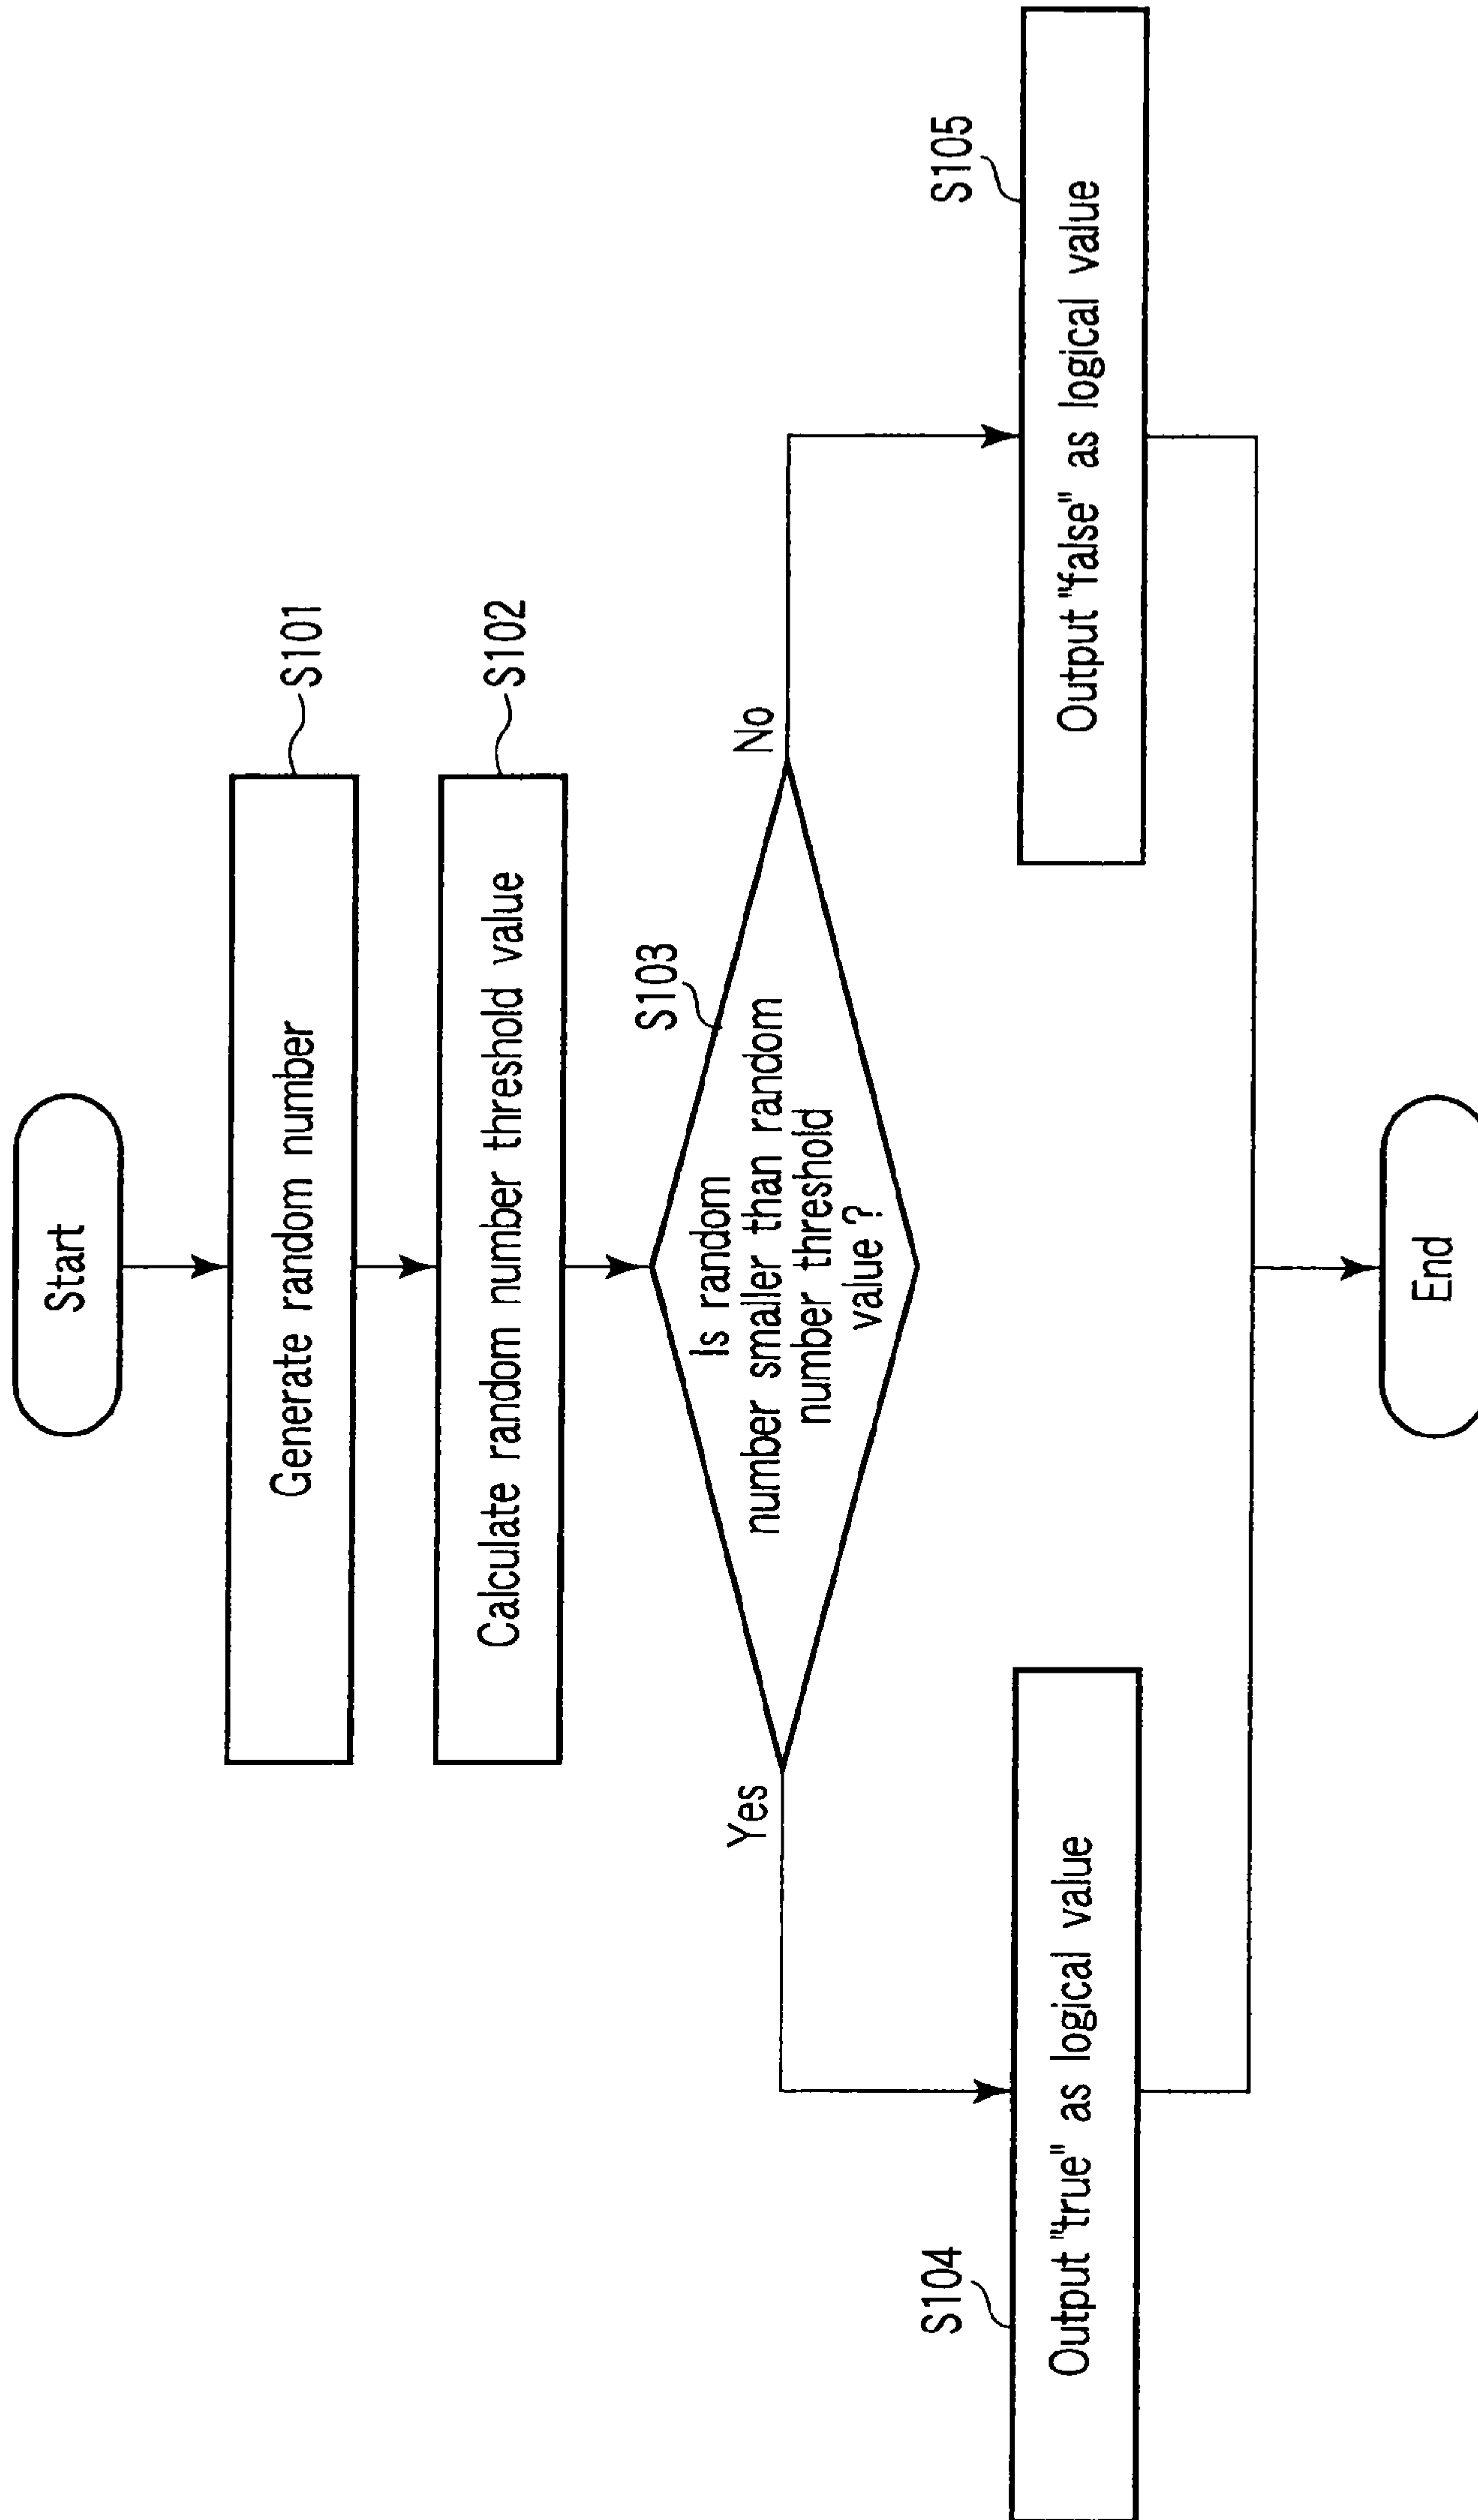 Start
Generate random number
S101
Calculate random number threshold value
S102
S103
Is random
number smaller than random
number threshold
value ?
Yes
No
S104
Output "true" as logical value
S105
Output "false" as logical value
End